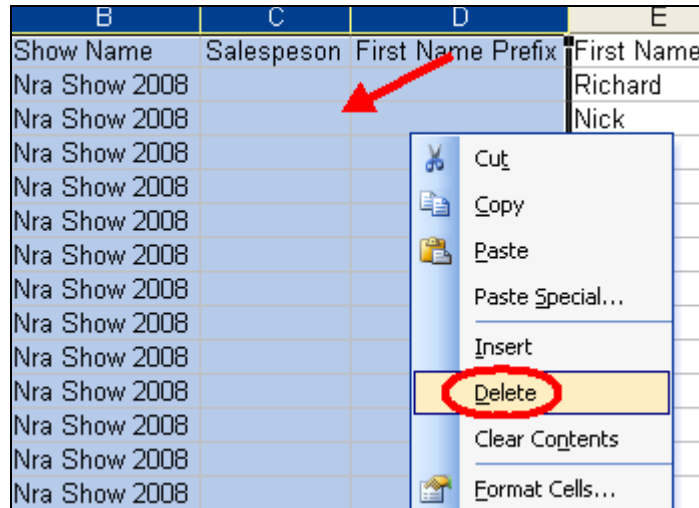 B C D E
Show Name Salespeson First Name Prefix First Name
Nra Show 2008 Richard
Nra Show 2008 Nick
Nra Show 2008
Nra Show 2008
Nra Show 2008
Nra Show 2008
Nra Show 2008
Nra Show 2008
Nra Show 2008
Nra Show 2008
Nra Show 2008
Nra Show 2008
Nra Show 2008
Cut
Copy
Paste
Paste Special...
Insert
Delete
Clear Contents
Format Cells...